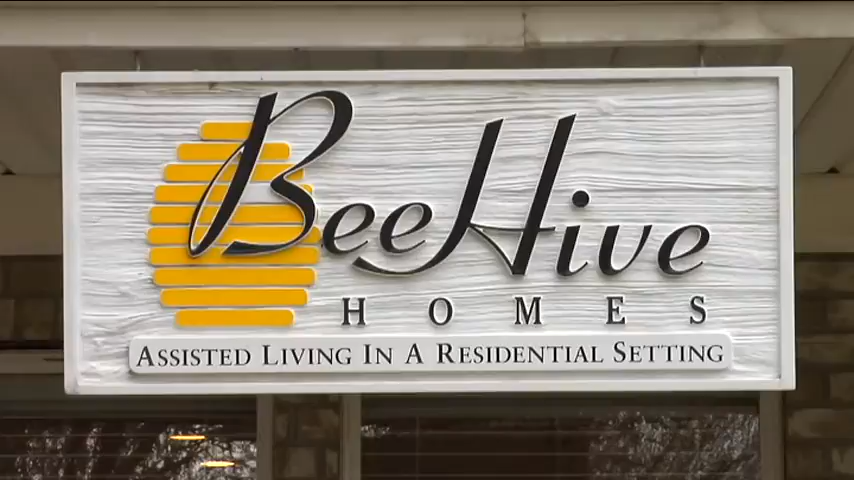 BeeHive
HOMES
ASSISTED LIVING IN A RESIDENTIAL SETTING